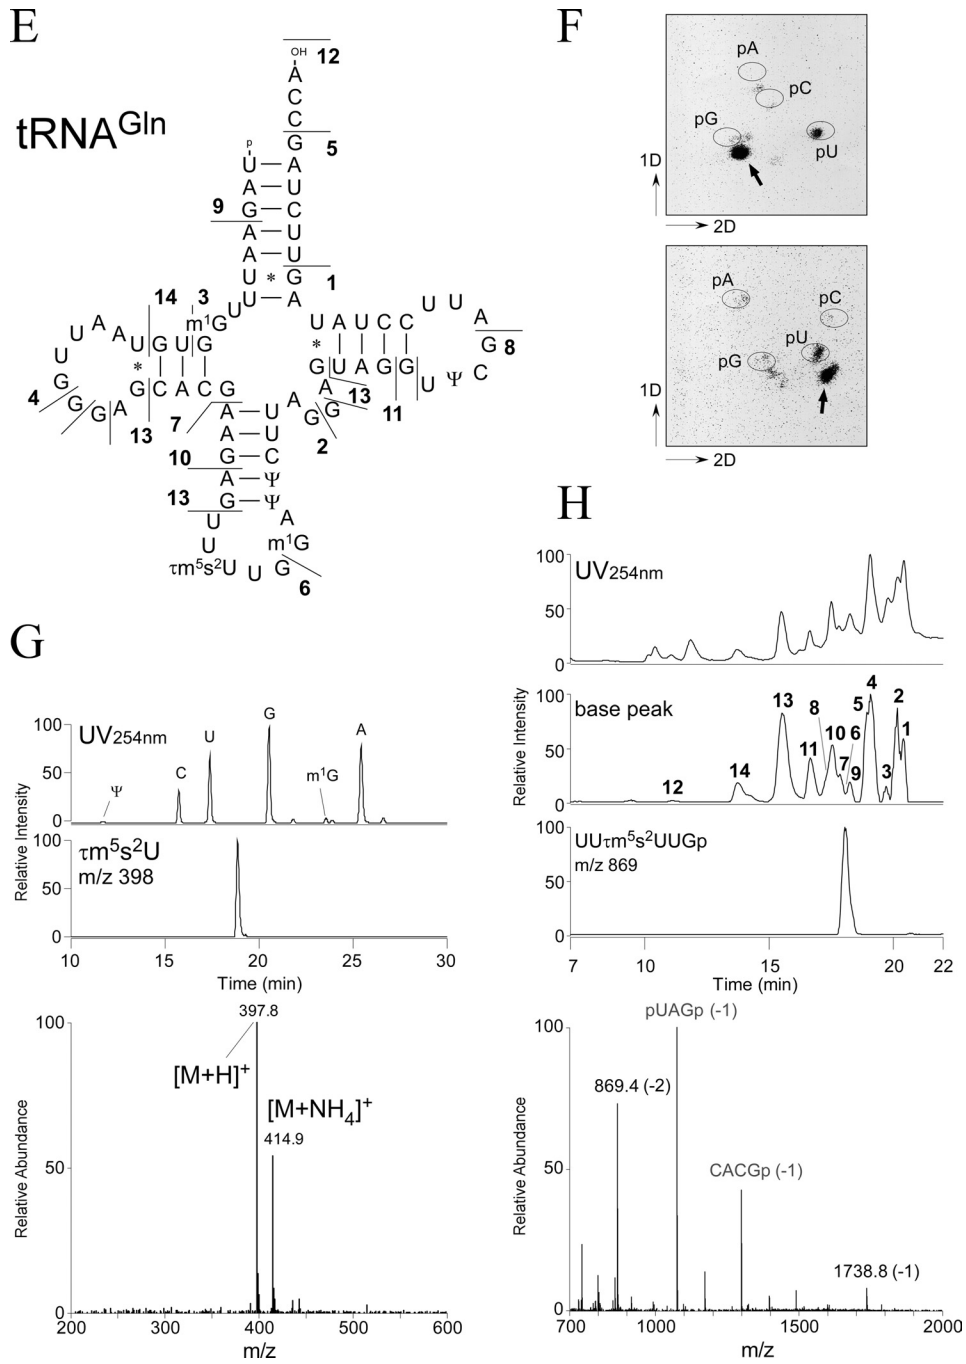 E
tRNAGln
12
OH
A
C
C
G 5
p
U A
A U
9 G C
A U
A U
U * G 1
U A
U
14 3
m1G
A A U G U G
U
U *
G G C A C G
4 G G A
13 7
U A U C C U U A
* G 8
G U A G G U Ψ C
A 13 11
A G G
2
A U
A U
10 G C
A Ψ
13 G Ψ
U A
U m1G
τm5s2U U U G
6
F
pA
pC
pG
pU
1D
2D
pA
pC
pU
pG
1D
2D
G
Relative Intensity
100
50
0
UV254nm
Ψ
C
U
G
m1G
A
100
50
0
τm5s2U
m/z 398
10 15 20 25 30
Time (min)
Relative Abundance
100
50
0
397.8
[M+H]+
[M+NH4]+
414.9
200 300 400 500 600
m/z
H
Relative Intensity
100
50
0
UV254nm
100
50
0
base peak
12
14
13
11
8
10
7
6
9
5
4
3
2
1
100
50
0
UUτm5s2UUGp
m/z 869
7 10 15 20 22
Time (min)
Relative Abundance
100
50
0
pUAGp (-1)
869.4 (-2)
CACGp (-1)
1738.8 (-1)
700 1000 1500 2000
m/z